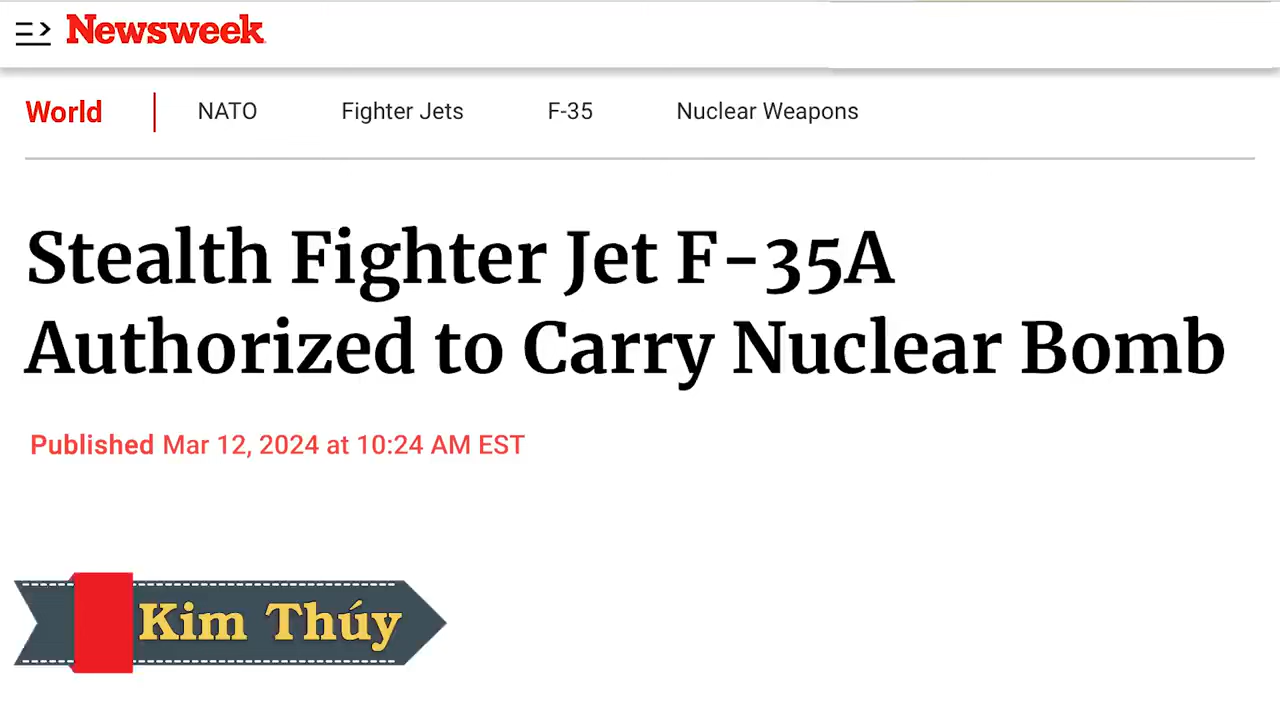 Newsweek
World NATO Fighter Jets F-35 Nuclear Weapons
Stealth Fighter Jet F-35A
Authorized to Carry Nuclear Bomb
Published Mar 12, 2024 at 10:24 AM EST
Kim Thúy